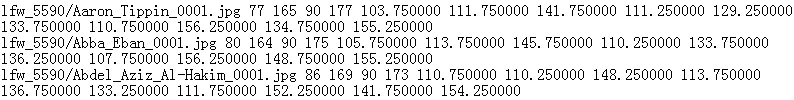 lfw_5590/Aaron_Tippin_0001.jpg 77 165 90 177 103.750000 111.750000 141.750000 111.250000 129.250000
133.750000 110.750000 156.250000 134.750000 155.250000
lfw_5590/Abba_Eban_0001.jpg 80 164 90 175 105.750000 113.750000 145.750000 110.250000 133.750000
136.250000 107.750000 156.250000 148.750000 155.250000
lfw_5590/Abdel_Aziz_Al-Hakim_0001.jpg 86 169 90 173 110.750000 110.250000 148.250000 113.750000
136.750000 133.250000 111.750000 152.250000 141.750000 154.250000